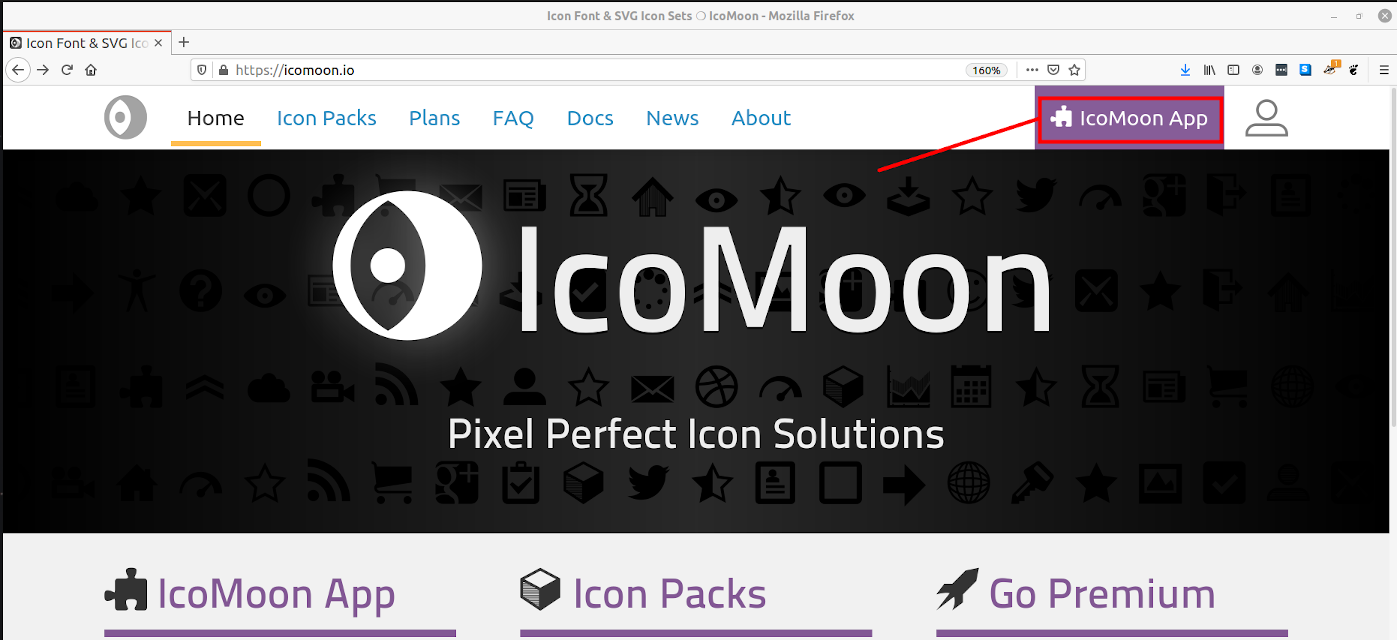 Icon Font & SVG Icon Sets ❍ IcoMoon - Mozilla Firefox
Icon Font & SVG Ico
https://icomoon.io
160%
Home
Icon Packs
Plans
FAQ
Docs
News
About
IcoMoon App
IcoMoon
Pixel Perfect Icon Solutions
IcoMoon App
Icon Packs
Go Premium